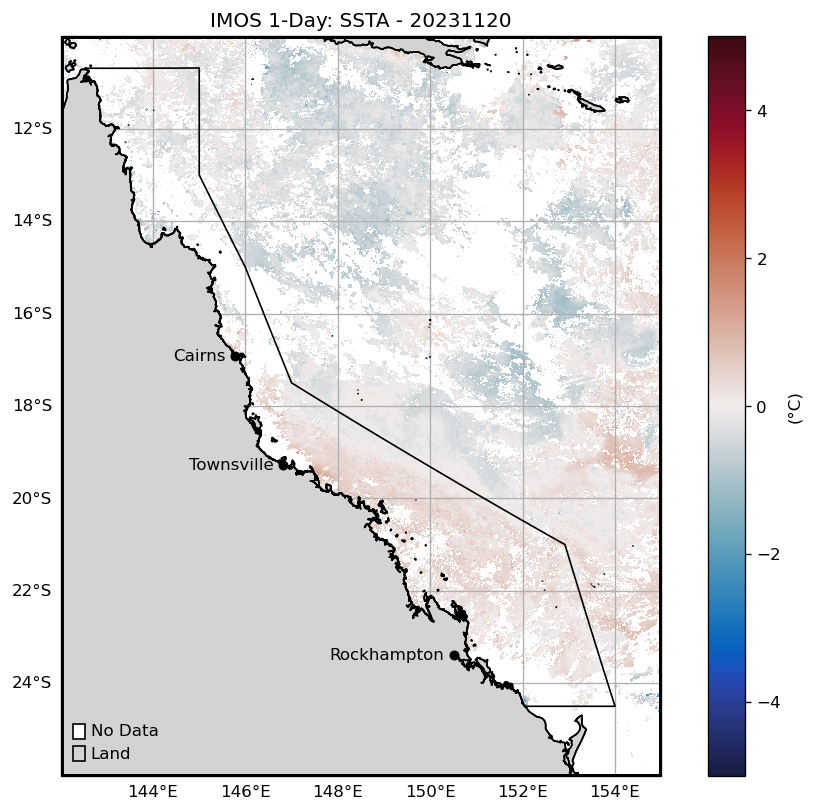 IMOS 1-Day: SSTA - 20231120
12°S
14°S
16°S
18°S
20°S
22°S
24°S
Cairns
Townsville
Rockhampton
No Data
Land
144°E 146°E 148°E 150°E 152°E 154°E
4
2
0
−2
−4
(°C)